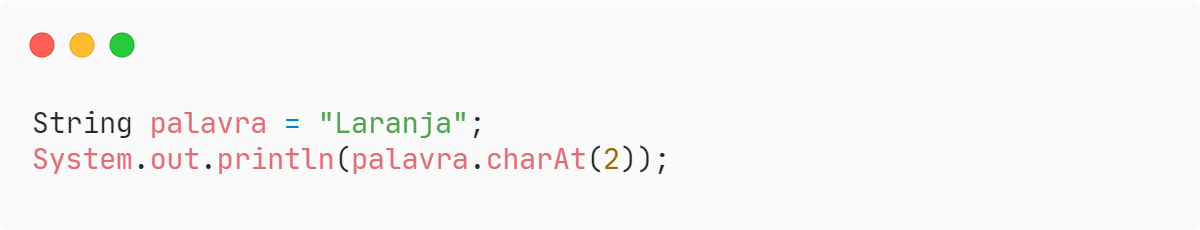 String palavra = "Laranja";
System.out.println(palavra.charAt(2));